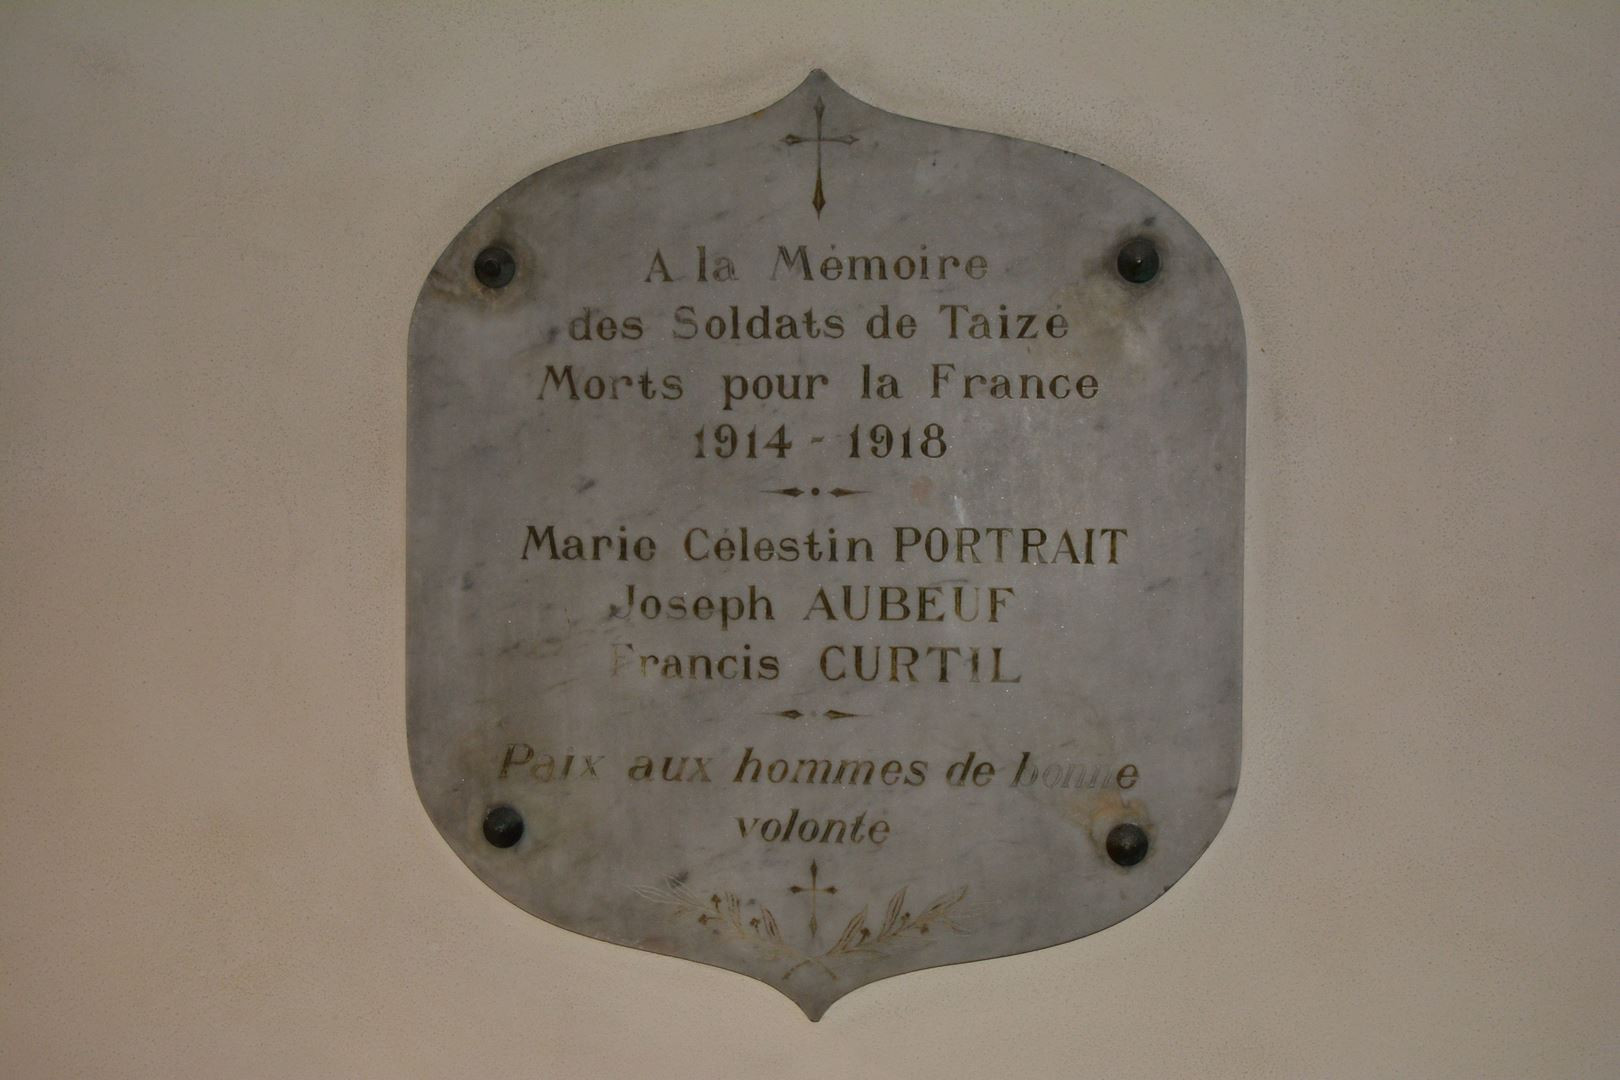 A la Mémoire
des Soldats de Taizé
Morts pour la France
1914 - 1918
Marie Célestin PORTRAIT
Joseph AUBEUF
Francis CURTIL
Paix aux hommes de bonne
volonte